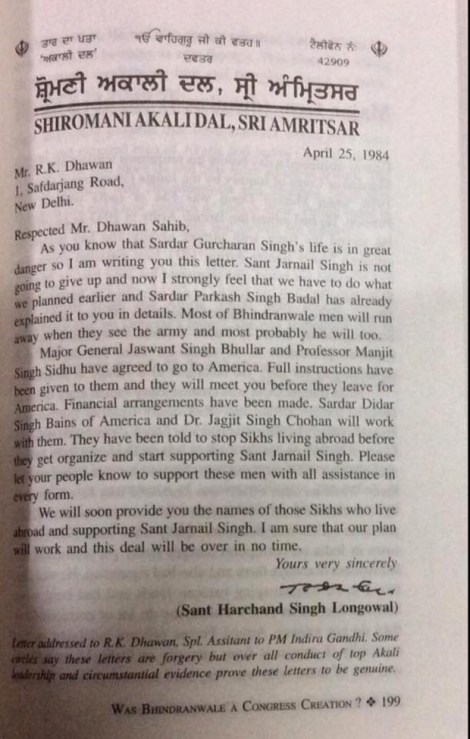 ਤਾਰ ਦਾ ਪਤਾ
'ਅਕਾਲੀ ਦਲ'
ੴ ਵਾਹਿਗੁਰੂ ਜੀ ਕੀ ਫਤਹ॥
ਦਫਤਰ
ਟੈਲੀਫੋਨ ਨੰ:
42909
ਸ਼੍ਰੋਮਣੀ ਅਕਾਲੀ ਦਲ, ਸ੍ਰੀ ਅੰਮ੍ਰਿਤਸਰ
SHIROMANI AKALI DAL, SRI AMRITSAR
April 25, 1984
Mr. R.K. Dhawan
1, Safdarjang Road,
New Delhi.
Respected Mr. Dhawan Sahib,
As you know that Sardar Gurcharan Singh's life is in great
danger so I am writing you this letter. Sant Jarnail Singh is not
going to give up and now I strongly feel that we have to do what
we planned earlier and Sardar Parkash Singh Badal has already
explained it to you in details. Most of Bhindranwale men will run
away when they see the army and most probably he will too.
Major General Jaswant Singh Bhullar and Professor Manjit
Singh Sidhu have agreed to go to America. Full instructions have
been given to them and they will meet you before they leave for
America. Financial arrangements have been made. Sardar Didar
Singh Bains of America and Dr. Jagjit Singh Chohan will work
with them. They have been told to stop Sikhs living abroad before
they get organize and start supporting Sant Jarnail Singh. Please
let your people know to support these men with all assistance in
every form.
We will soon provide you the names of those Sikhs who live
abroad and supporting Sant Jarnail Singh. I am sure that our plan
will work and this deal will be over in no time.
Yours very sincerely
(Sant Harchand Singh Longowal)
Letter addressed to R.K. Dhawan, Spl. Assitant to PM Indira Gandhi. Some
circles say these letters are forgery but over all conduct of top Akali
leadership and circumstantial evidence prove these letters to be genuine.
WAS BHINDRANWALE A CONGRESS CREATION ? ❖ 199